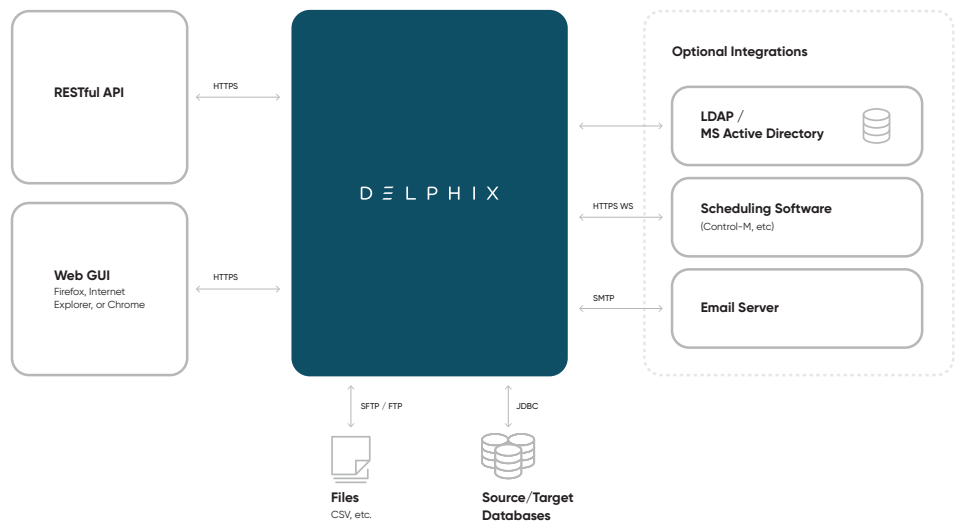 RESTful API
HTTPS
Web GUI
Firefox, Internet
Explorer, or Chrome
HTTPS
DELPHIX
Optional Integrations
LDAP /
MS Active Directory
HTTPS WS
Scheduling Software
(Control-M, etc)
SMTP
Email Server
SFTP / FTP
JDBC
Files
CSV, etc.
Source/Target
Databases